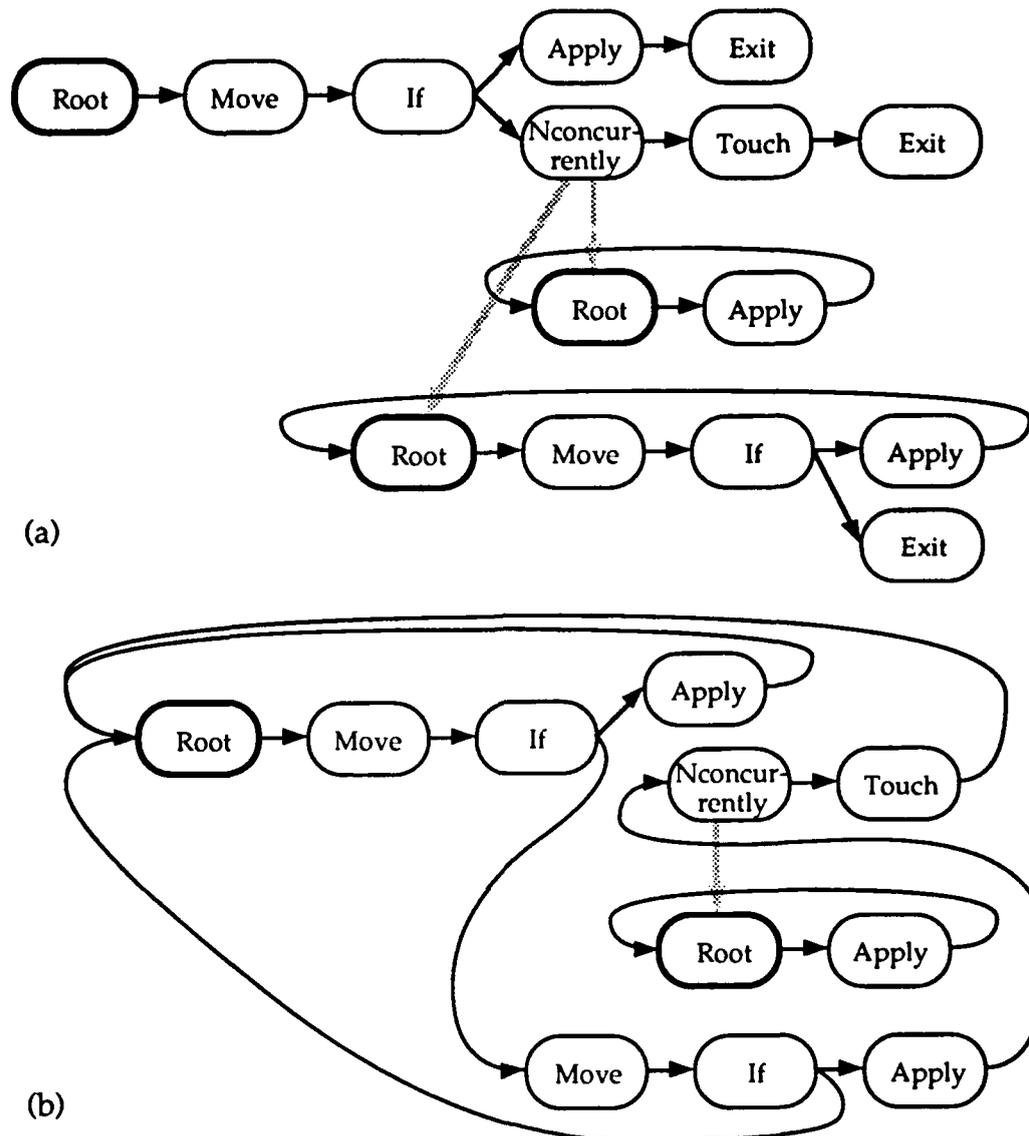 Apply
Exit
Root
Move
If
Nconcur-
rently
Touch
Exit
Root
Apply
Root
Move
If
Apply
(a)
Exit
Apply
Root
Move
If
Nconcur-
rently
Touch
Root
Apply
Move
If
Apply
(b)